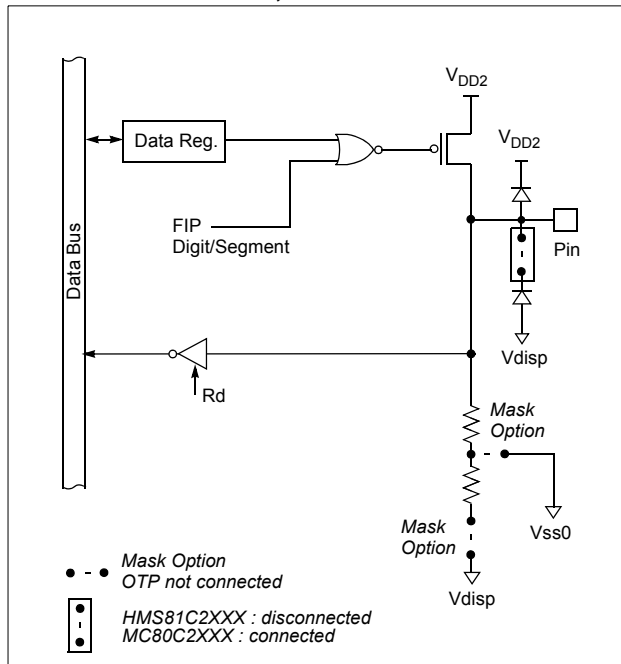 V_DD2
V_DD2
Data Reg.
FIP
Digit/Segment
Pin
Data Bus
Vdisp
Rd
Mask
Option
Mask
Option
Vss0
Vdisp
Mask Option
OTP not connected
HMS81C2XXX : disconnected
MC80C2XXX : connected